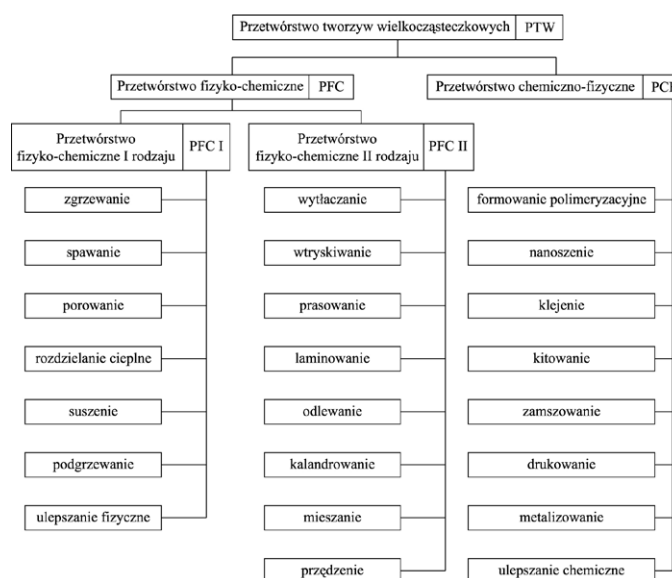 Przetwórstwo tworzyw wielkocząsteczkowych PTW
Przetwórstwo fizyko-chemiczne PFC
Przetwórstwo chemiczno-fizyczne
Przetwórstwo
fizyko-chemiczne I rodzaju PFC I
Przetwórstwo
fizyko-chemiczne II rodzaju PFC II
zgrzewanie
spawanie
porowanie
rozdzielanie cieplne
suszenie
podgrzewanie
ulepszanie fizyczne
wytłaczanie
wtryskiwanie
prasowanie
laminowanie
odlewanie
kalandrowanie
mieszanie
przędzenie
formowanie polimeryzacyjne
nanoszenie
klejenie
kitowanie
zamszowanie
drukowanie
metalizowanie
ulepszanie chemiczne